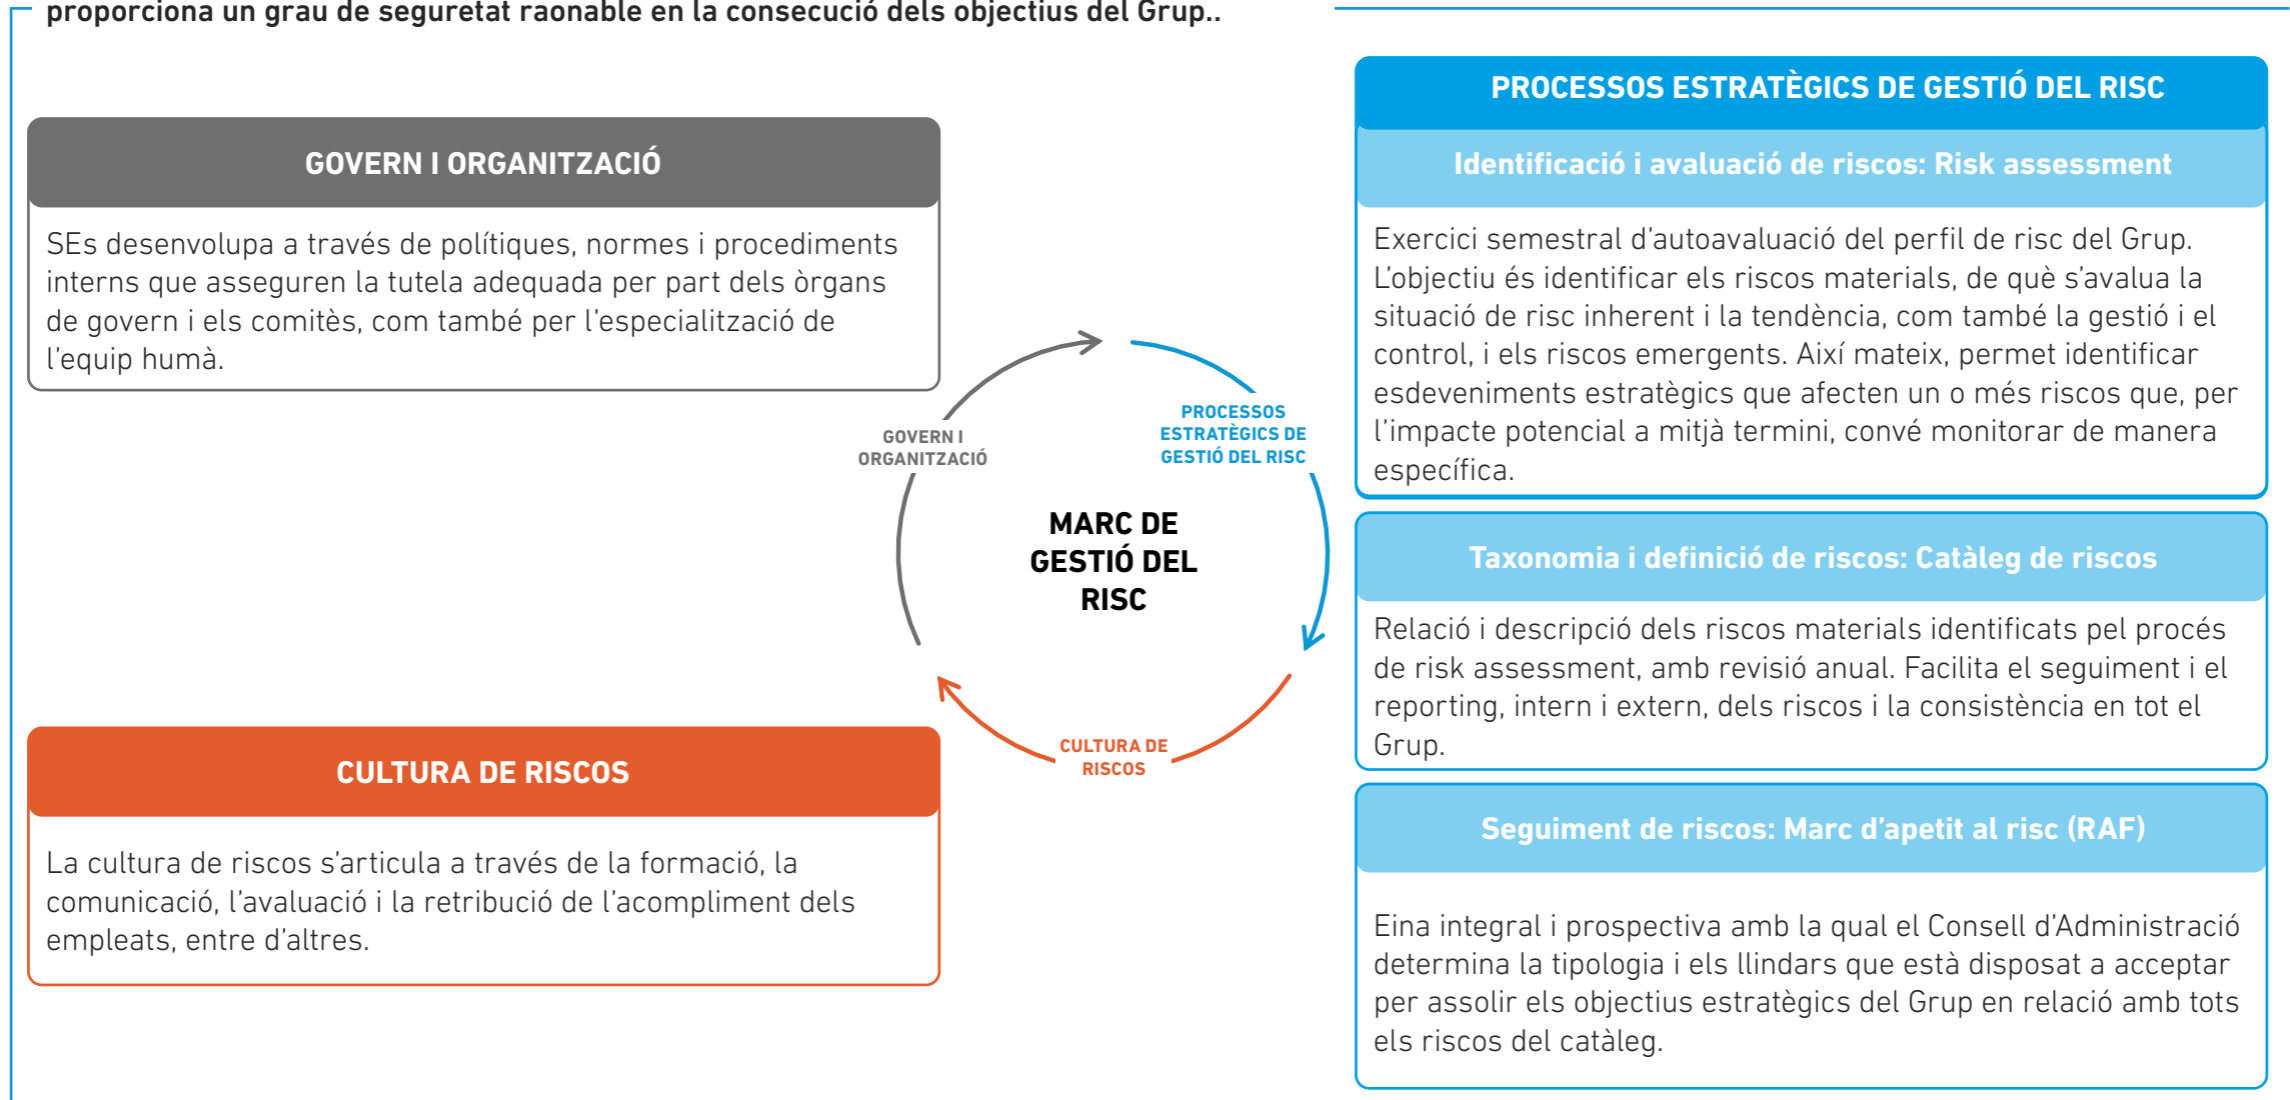 proporciona un grau de seguretat raonable en la consecució dels objectius del Grup..
GOVERN I ORGANITZACIÓ
SEs desenvolupa a través de polítiques, normes i procediments
interns que asseguren la tutela adequada per part dels òrgans
de govern i els comitès, com també per l'especialització de
l'equip humà.
GOVERN I
ORGANITZACIÓ
PROCESSOS
ESTRATÈGICS DE
GESTIÓ DEL RISC
MARC DE
GESTIÓ DEL
RISC
CULTURA DE
RISCOS
CULTURA DE RISCOS
La cultura de riscos s'articula a través de la formació, la
comunicació, l'avaluació i la retribució de l'acompliment dels
empleats, entre d'altres.
PROCESSOS ESTRATÈGICS DE GESTIÓ DEL RISC
Identificació i avaluació de riscos: Risk assessment
Exercici semestral d'autoavaluació del perfil de risc del Grup.
L'objectiu és identificar els riscos materials, de què s'avalua la
situació de risc inherent i la tendència, com també la gestió i el
control, i els riscos emergents. Així mateix, permet identificar
esdeveniments estratègics que afecten un o més riscos que, per
l'impacte potencial a mitjà termini, convé monitorar de manera
específica.
Taxonomia i definició de riscos: Catàleg de riscos
Relació i descripció dels riscos materials identificats pel procés
de risk assessment, amb revisió anual. Facilita el seguiment i el
reporting, intern i extern, dels riscos i la consistència en tot el
Grup.
Seguiment de riscos: Marc d'apetit al risc (RAF)
Eina integral i prospectiva amb la qual el Consell d'Administració
determina la tipologia i els llindars que està disposat a acceptar
per assolir els objectius estratègics del Grup en relació amb tots
els riscos del catàleg.